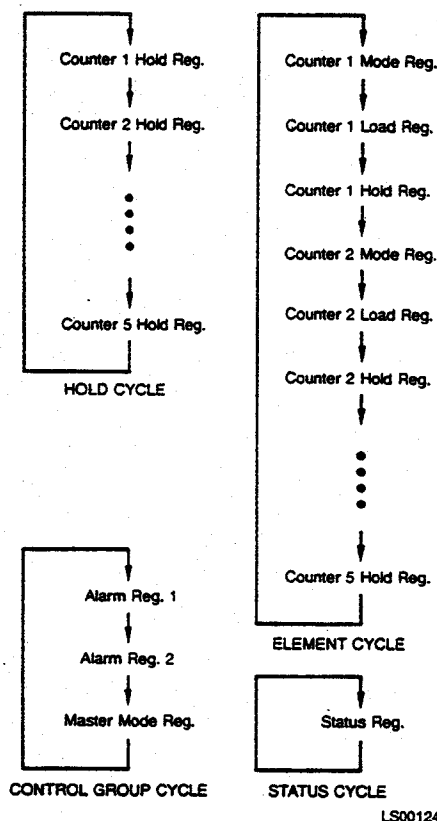 Counter 1 Hold Reg.
Counter 2 Hold Reg.
Counter 5 Hold Reg.
HOLD CYCLE
Counter 1 Mode Reg.
Counter 1 Load Reg.
Counter 1 Hold Reg.
Counter 2 Mode Reg.
Counter 2 Load Reg.
Counter 2 Hold Reg.
Counter 5 Hold Reg.
ELEMENT CYCLE
Alarm Reg. 1
Alarm Reg. 2
Master Mode Reg.
CONTROL GROUP CYCLE
Status Reg.
STATUS CYCLE
LS00124